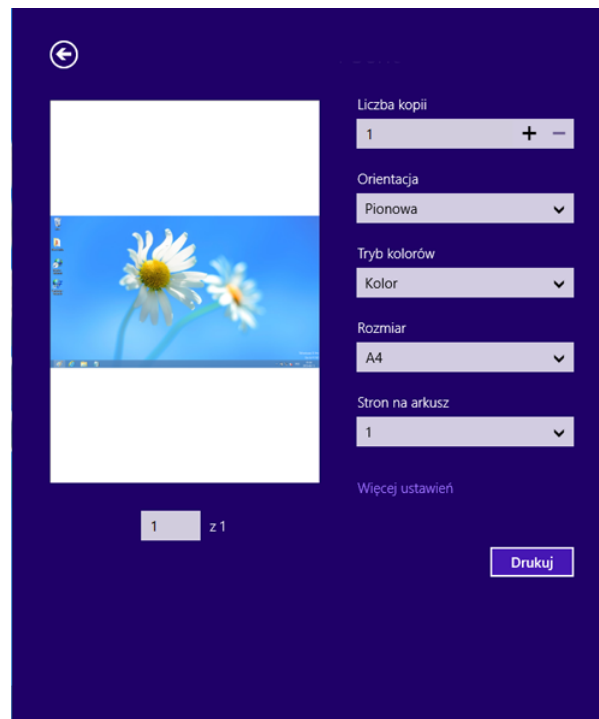 Liczba kopii
1
Orientacja
Pionowa
Tryb kolorów
Kolor
Rozmiar
A4
Stron na arkusz
1
Więcej ustawień
1 z 1
Drukuj